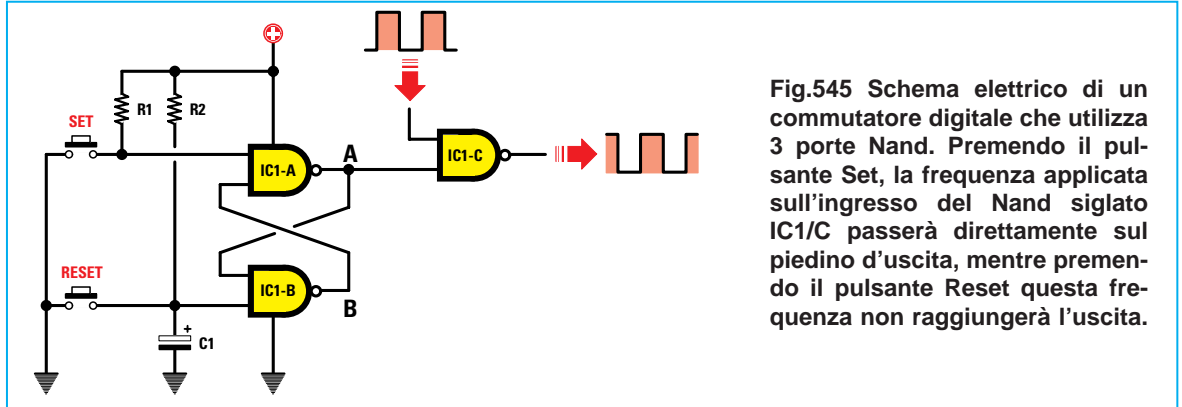 R1
R2
SET
IC1-A
A
IC1-C
RESET
IC1-B
B
+
C1
Fig.545 Schema elettrico di un
commutatore digitale che utilizza
3 porte Nand. Premendo il pul-
sante Set, la frequenza applicata
sull'ingresso del Nand siglato
IC1/C passerà direttamente sul
piedino d'uscita, mentre premen-
do il pulsante Reset questa fre-
quenza non raggiungerà l'uscita.